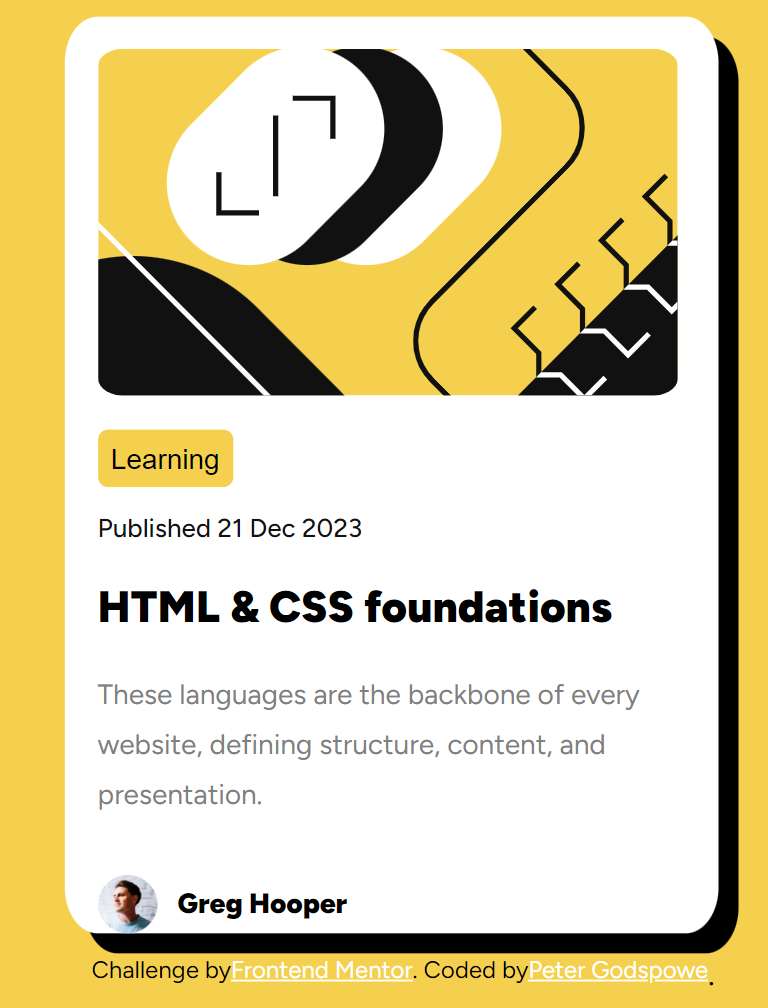 Learning
Published 21 Dec 2023
HTML & CSS foundations
These languages are the backbone of every
website, defining structure, content, and
presentation.
Greg Hooper
Challenge byFrontend Mentor. Coded byPeter Godspowe.